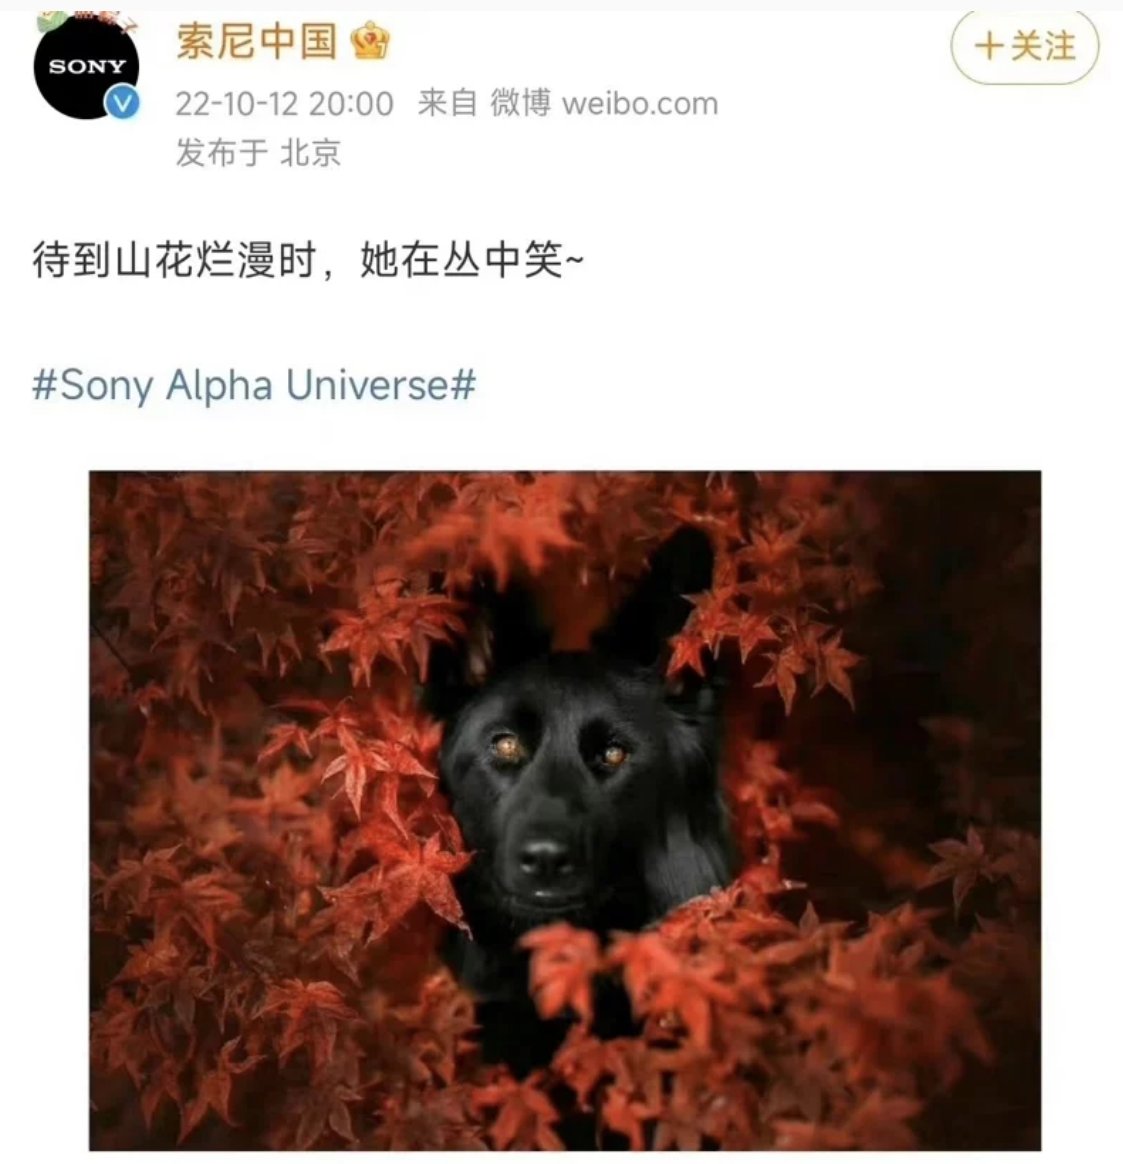 SONY
索尼中国
+关注
22-10-12 20:00 来自 微博 weibo.com
发布于 北京
待到山花烂漫时，她在丛中笑~
#Sony Alpha Universe#